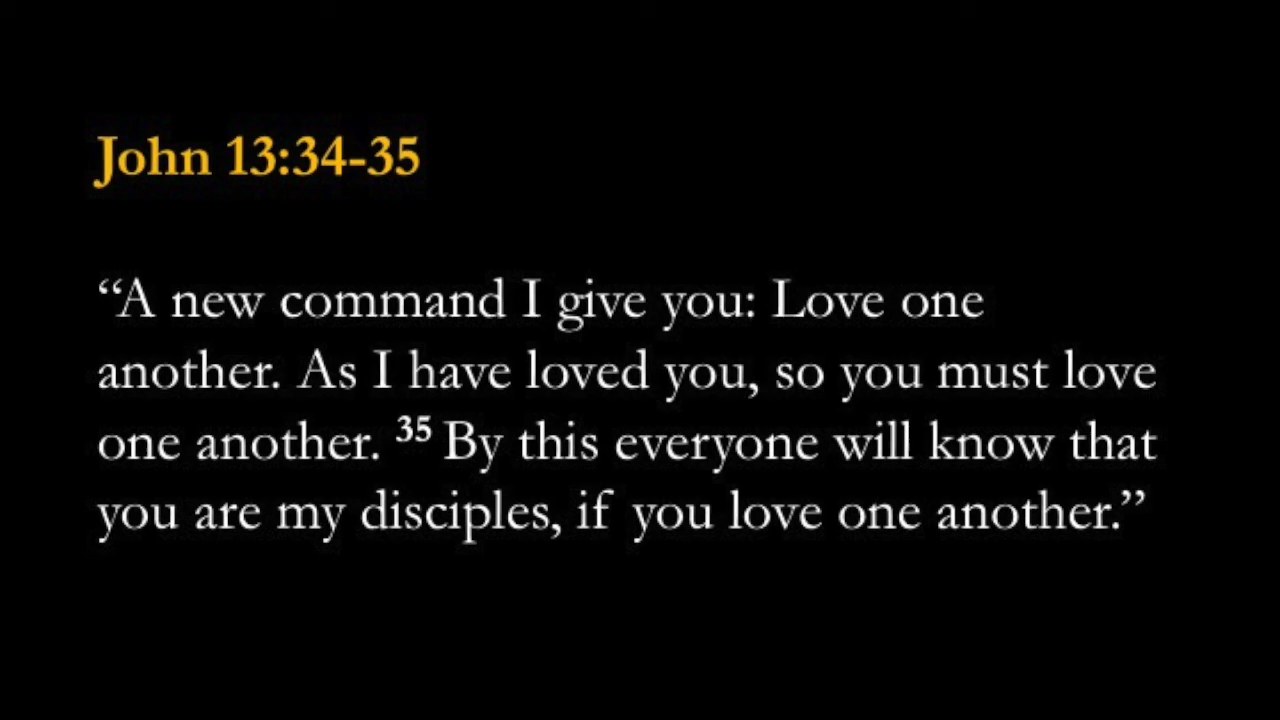 John 13:34-35
“A new command I give you: Love one
another. As I have loved you, so you must love
one another. ³⁵ By this everyone will know that
you are my disciples, if you love one another.”